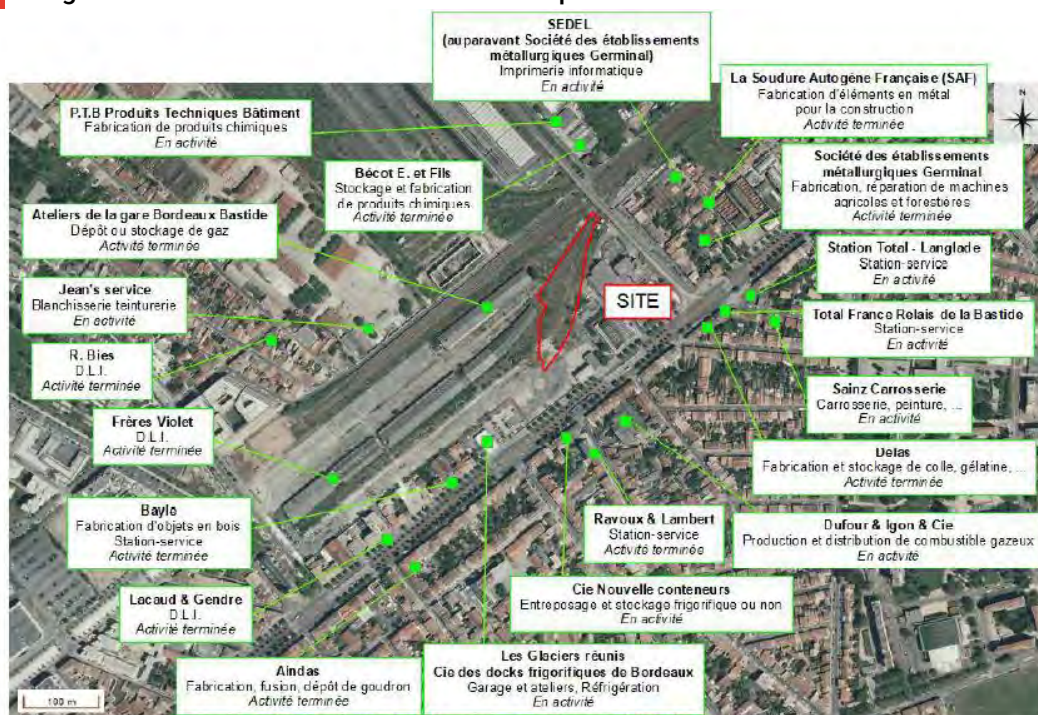 SEDEL
(auparavant Société des établissements
métallurgiques Germinal)
Imprimerie informatique
En activité
La Soudure Autogène Française (SAF)
Fabrication d'éléments en métal
pour la construction
Activité terminée
N
P.T.B Produits Techniques Bâtiment
Fabrication de produits chimiques
En activité
Bécot E. et Fils
Stockage et fabrication
de produits chimiques
Activité terminée
Société des établissements
métallurgiques Germinal
Fabrication, réparation de machines
agricoles et forestières
Activité terminée
Ateliers de la gare Bordeaux Bastide
Dépôt ou stockage de gaz
Activité terminée
Station Total - Langlade
Station-service
En activité
Jean's service
Blanchisserie teinturerie
En activité
SITE
Total France Relais de la Bastide
Station-service
En activité
R. Bies
D.L.I.
Activité terminée
Sainz Carrosserie
Carrosserie, peinture, ...
En activité
Frères Violet
D.L.I.
Activité terminée
Delas
Fabrication et stockage de colle, gélatine, ...
Activité terminée
Bayle
Fabrication d'objets en bois
Station-service
Activité terminée
Ravoux & Lambert
Station-service
Activité terminée
Dufour & Igon & Cie
Production et distribution de combustible gazeux
En activité
Lacaud & Gendre
D.L.I.
Activité terminée
Cie Nouvelle conteneurs
Entreposage et stockage frigorifique ou non
En activité
Aindas
Fabrication, fusion, dépôt de goudron
Activité terminée
Les Glaciers réunis
Cie des docks frigorifiques de Bordeaux
Garage et ateliers, Réfrigération
En activité
100 m